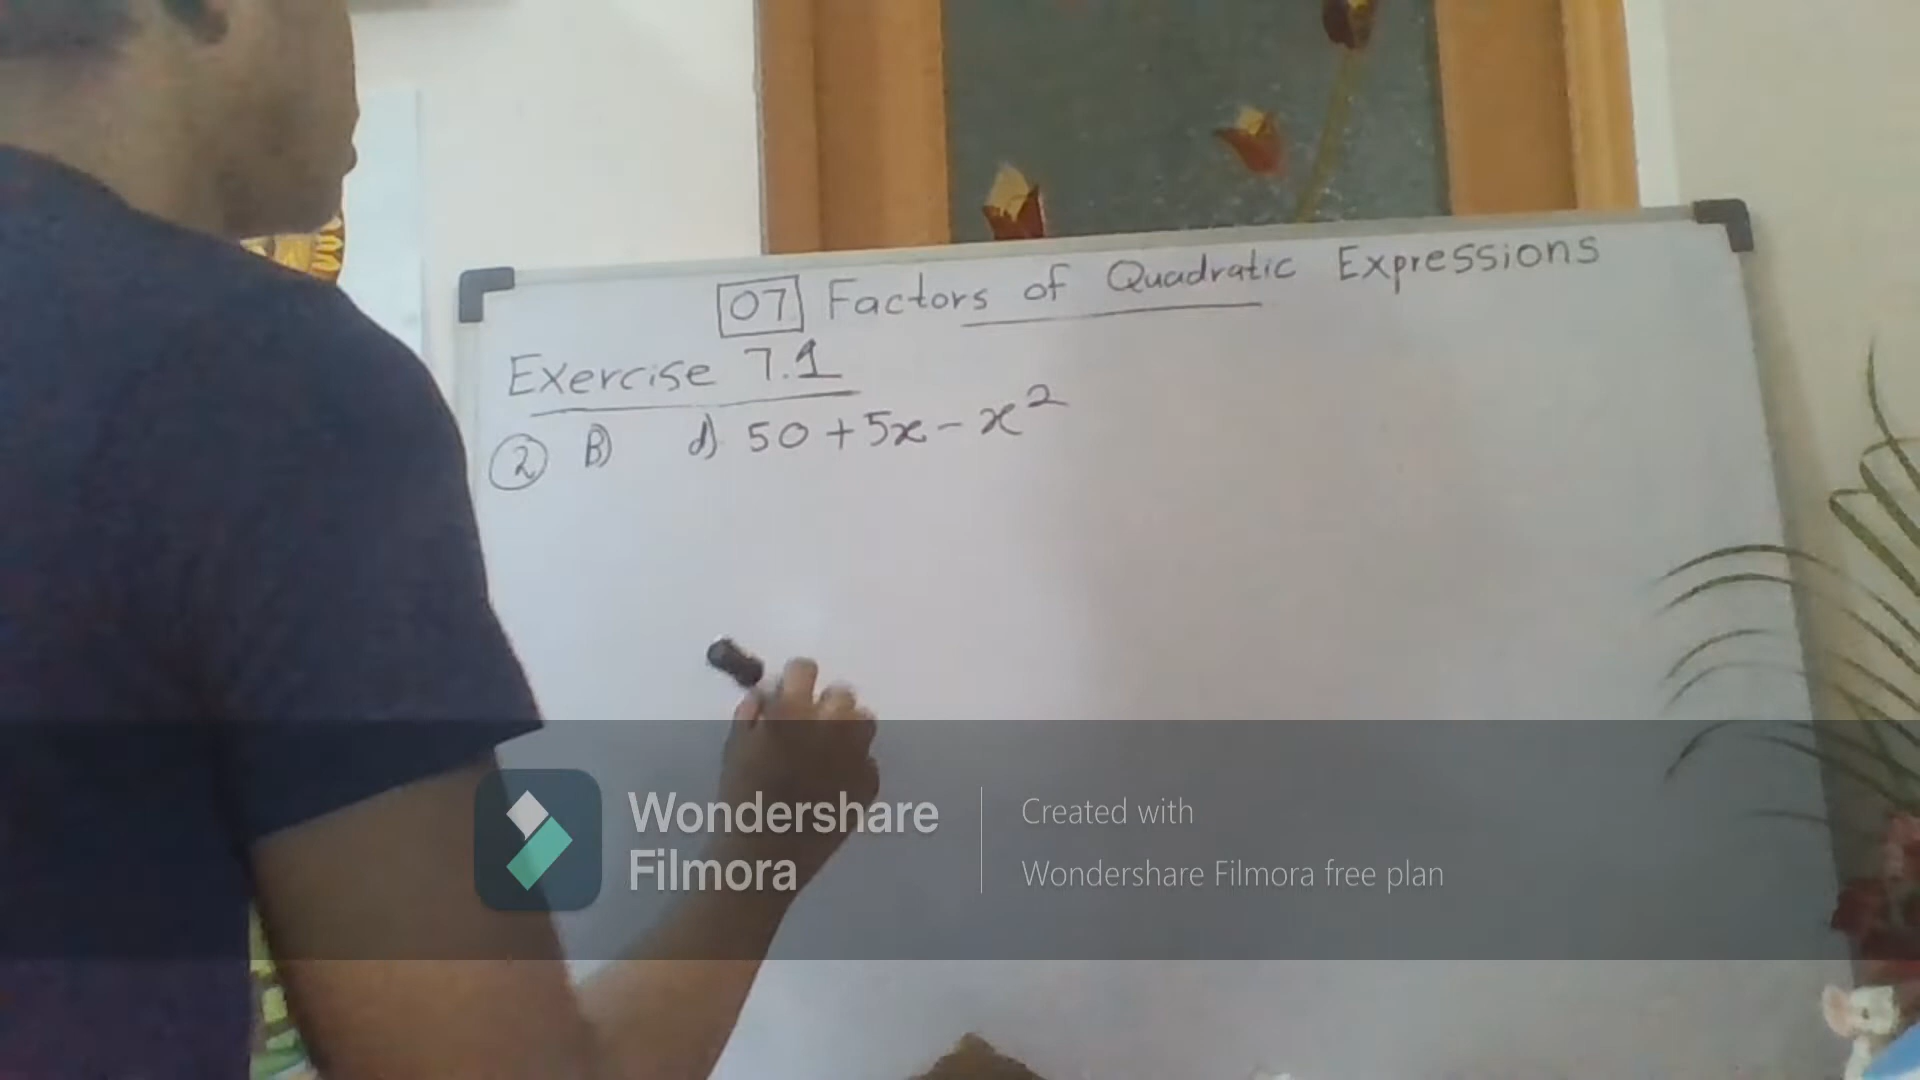 07 Factors of Quadratic Expressions
Exercise 7.1
2 B) d) 50 + 5x - x²
Wondershare
Filmora
Created with
Wondershare Filmora free plan